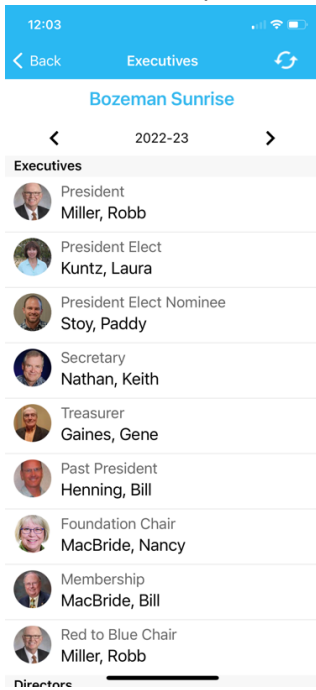 12:03
Back Executives
Bozeman Sunrise
2022-23
Executives
President
Miller, Robb
President Elect
Kuntz, Laura
President Elect Nominee
Stoy, Paddy
Secretary
Nathan, Keith
Treasurer
Gaines, Gene
Past President
Henning, Bill
Foundation Chair
MacBride, Nancy
Membership
MacBride, Bill
Red to Blue Chair
Miller, Robb
Directors